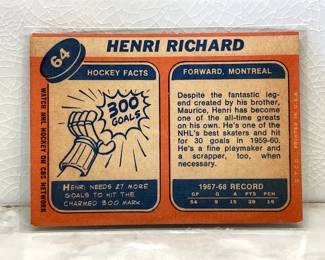 64
HENRI RICHARD
WATCH NHL HOCKEY ON CBS NETWORK
HOCKEY FACTS
300
GOALS
HENRI NEEDS 27 MORE
GOALS TO HIT THE
CHARMED 300 MARK.
FORWARD, MONTREAL
Despite the fantastic leg-
end created by his brother,
Maurice, Henri has become
one of the all-time greats
on his own. He's one of the
NHL's best skaters and hit
for 30 goals in 1959-60.
He's a fine playmaker and
a scrapper, too, when
necessary.
1967-68 RECORD
GP G A PTS PEN
54 9 15 24 16
PRINTED IN U.S.A.